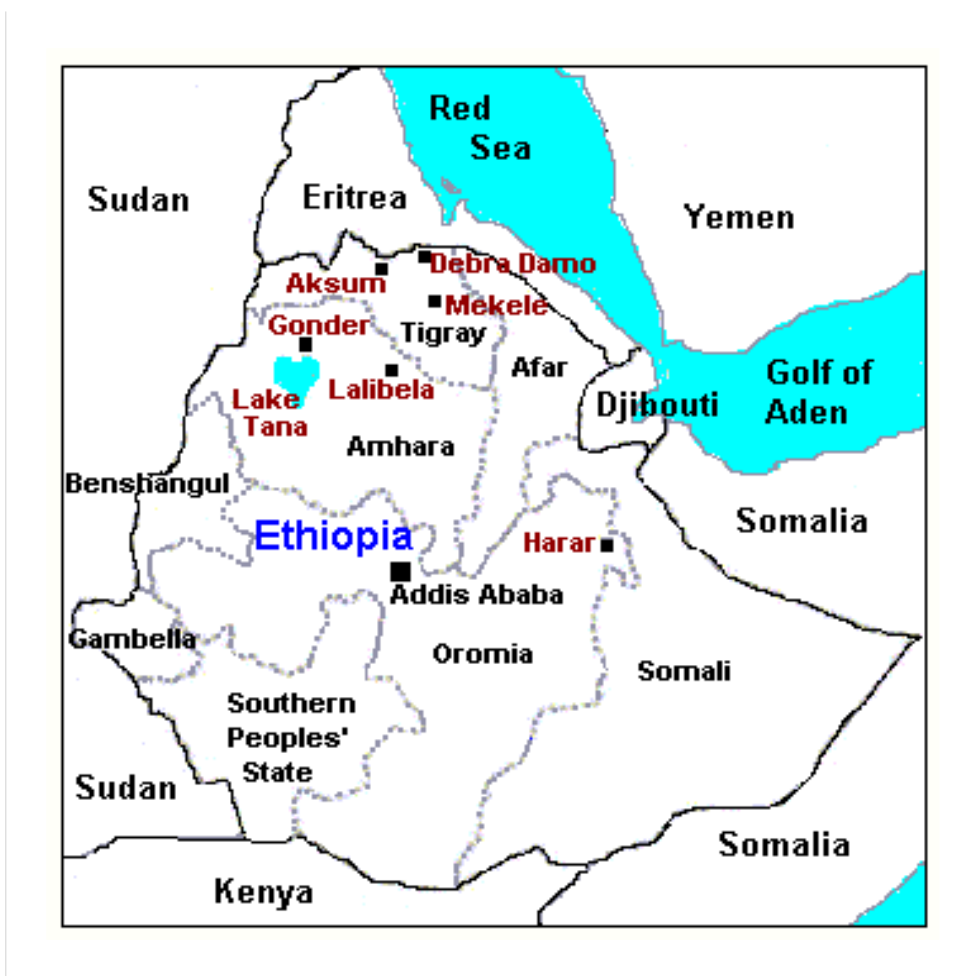 Red
Sea
Sudan
Eritrea
Yemen
Debra Damo
Aksum
Mekele
Gonder
Tigray
Afar
Golf of
Aden
Lake
Tana
Lalibela
Djibouti
Amhara
Benshangul
Somalia
Ethiopia
Harar
Addis Ababa
Gambella
Oromia
Somali
Southern
Peoples'
State
Sudan
Somalia
Kenya